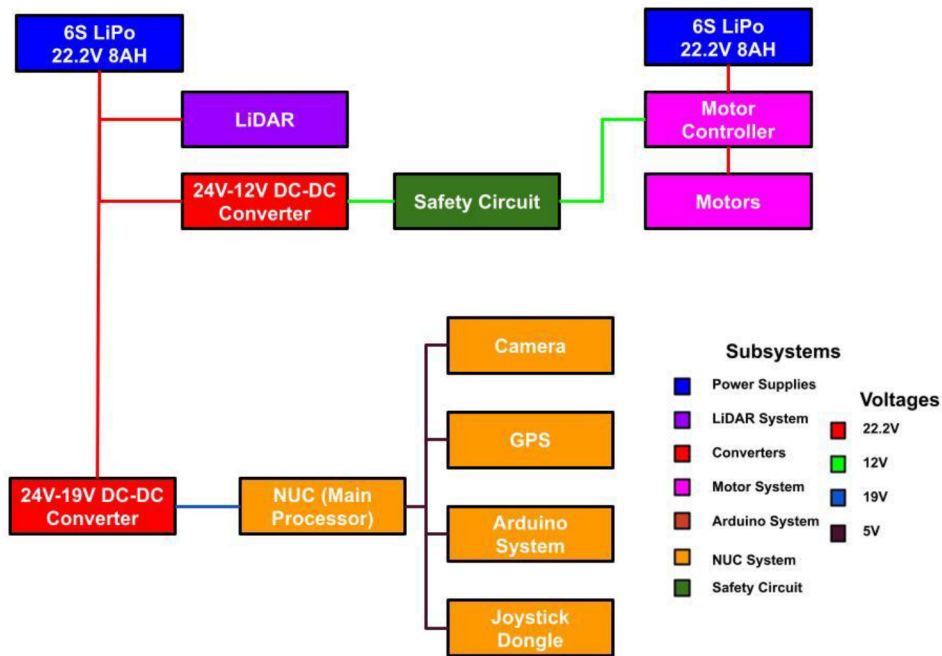 6S LiPo
22.2V 8AH
6S LiPo
22.2V 8AH
LiDAR
Motor
Controller
24V-12V DC-DC
Converter
Safety Circuit
Motors
Camera
GPS
24V-19V DC-DC
Converter
NUC (Main
Processor)
Arduino
System
Joystick
Dongle
Subsystems
Power Supplies
LiDAR System
Converters
Motor System
Arduino System
NUC System
Safety Circuit
Voltages
22.2V
12V
19V
5V